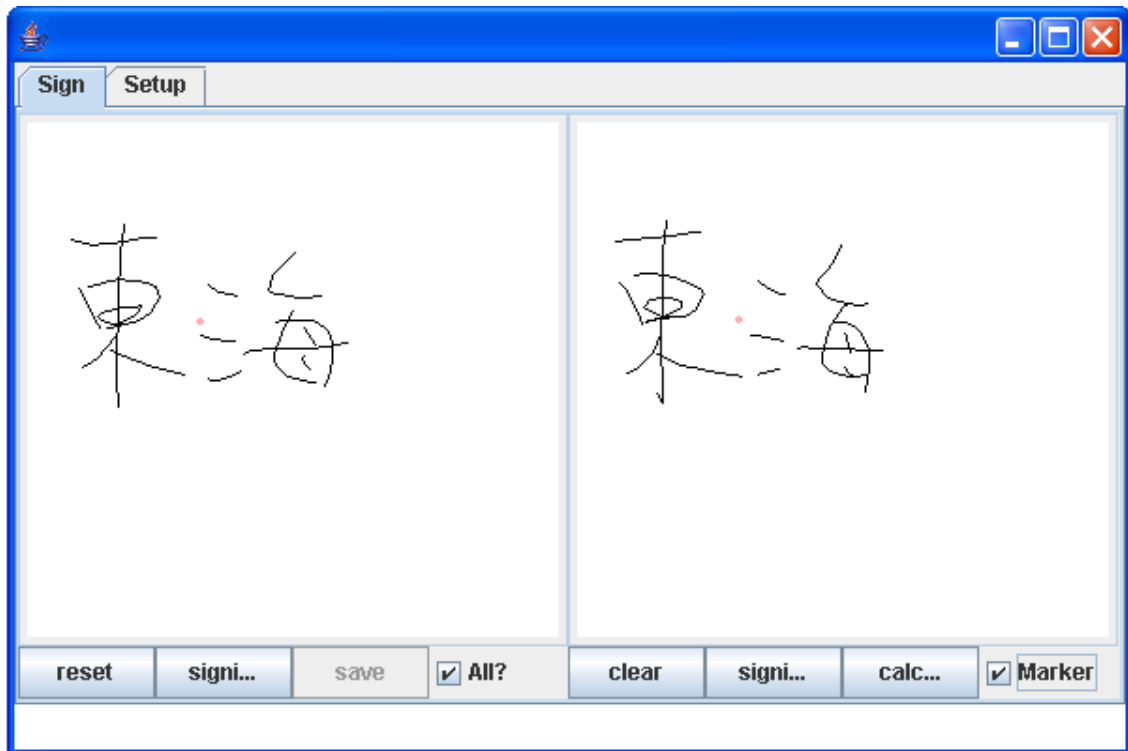 Sign Setup
東海 東海
reset signi... save All? clear signi... calc... Marker